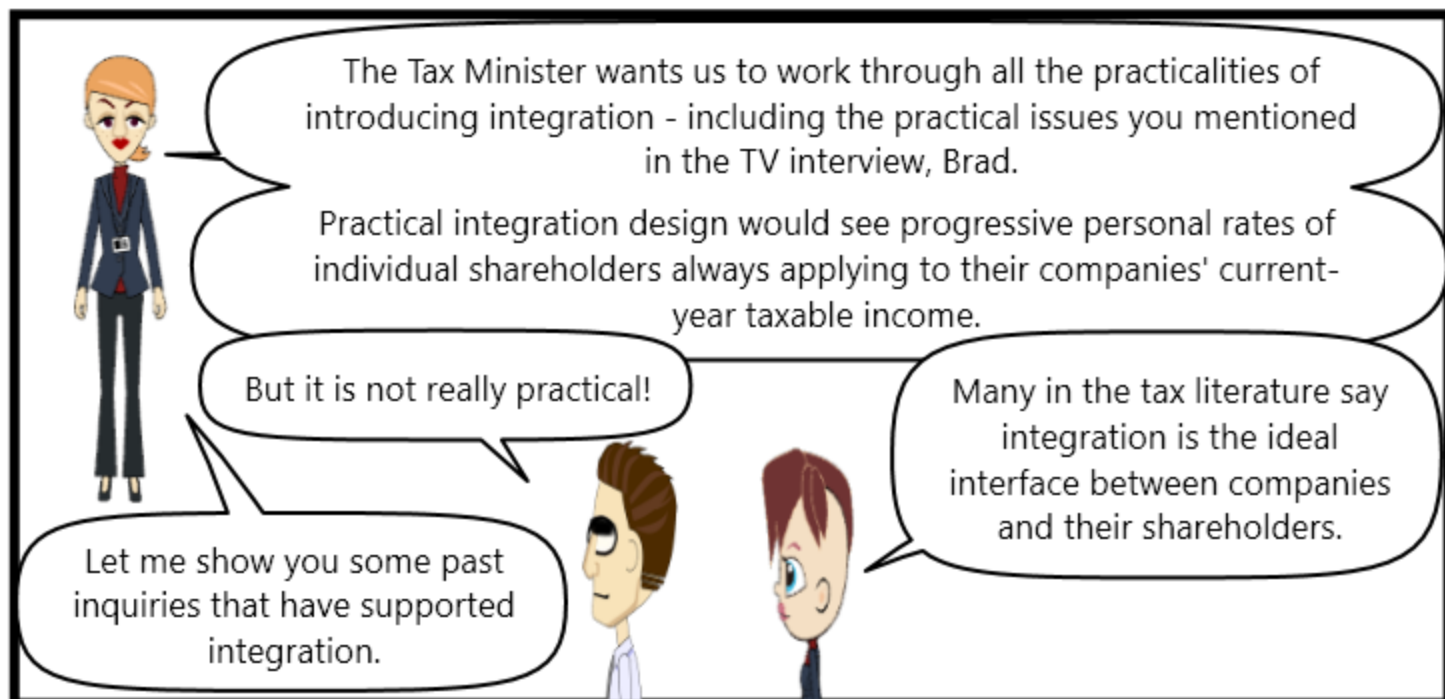 The Tax Minister wants us to work through all the practicalities of
introducing integration - including the practical issues you mentioned
in the TV interview, Brad.
Practical integration design would see progressive personal rates of
individual shareholders always applying to their companies' current-
year taxable income.
But it is not really practical!
Many in the tax literature say
integration is the ideal
interface between companies
and their shareholders.
Let me show you some past
inquiries that have supported
integration.